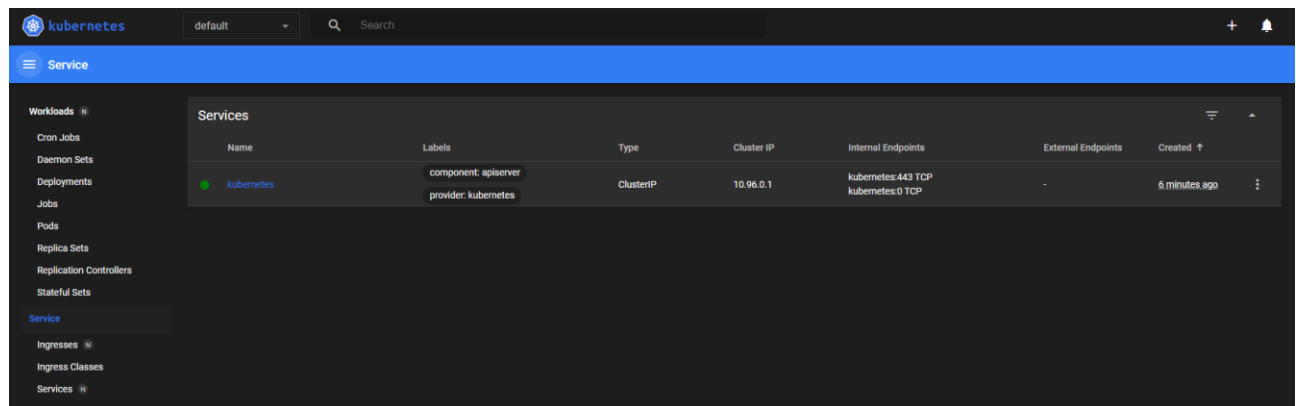 kubernetes
default
Search
Service
Workloads N
Cron Jobs
Daemon Sets
Deployments
Jobs
Pods
Replica Sets
Replication Controllers
Stateful Sets
Service
Ingresses N
Ingress Classes
Services N
Services
Name Labels Type Cluster IP Internal Endpoints External Endpoints Created ↑
kubernetes component: apiserver ClusterIP 10.96.0.1 kubernetes:443 TCP - 6 minutes ago
provider: kubernetes kubernetes:0 TCP